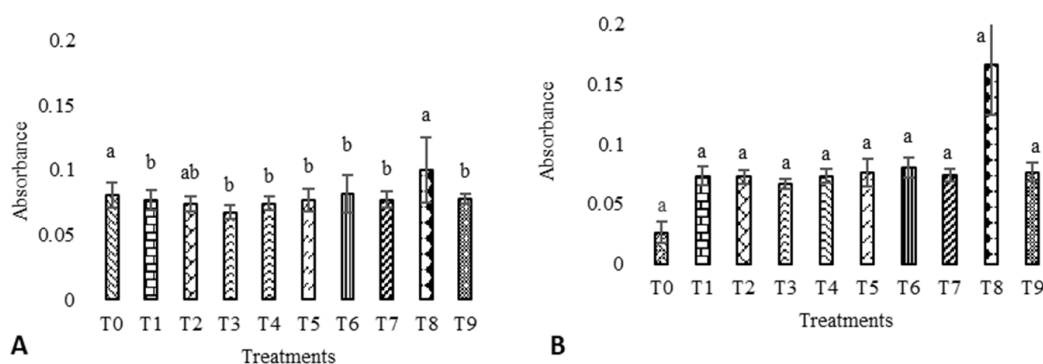 0.2
0.15
0.1
0.05
0
Absorbance
a b ab b b b b b a b
T0 T1 T2 T3 T4 T5 T6 T7 T8 T9
Treatments
A
0.2
0.15
0.1
0.05
0
Absorbance
a a a a a a a a a a
T0 T1 T2 T3 T4 T5 T6 T7 T8 T9
Treatments
B